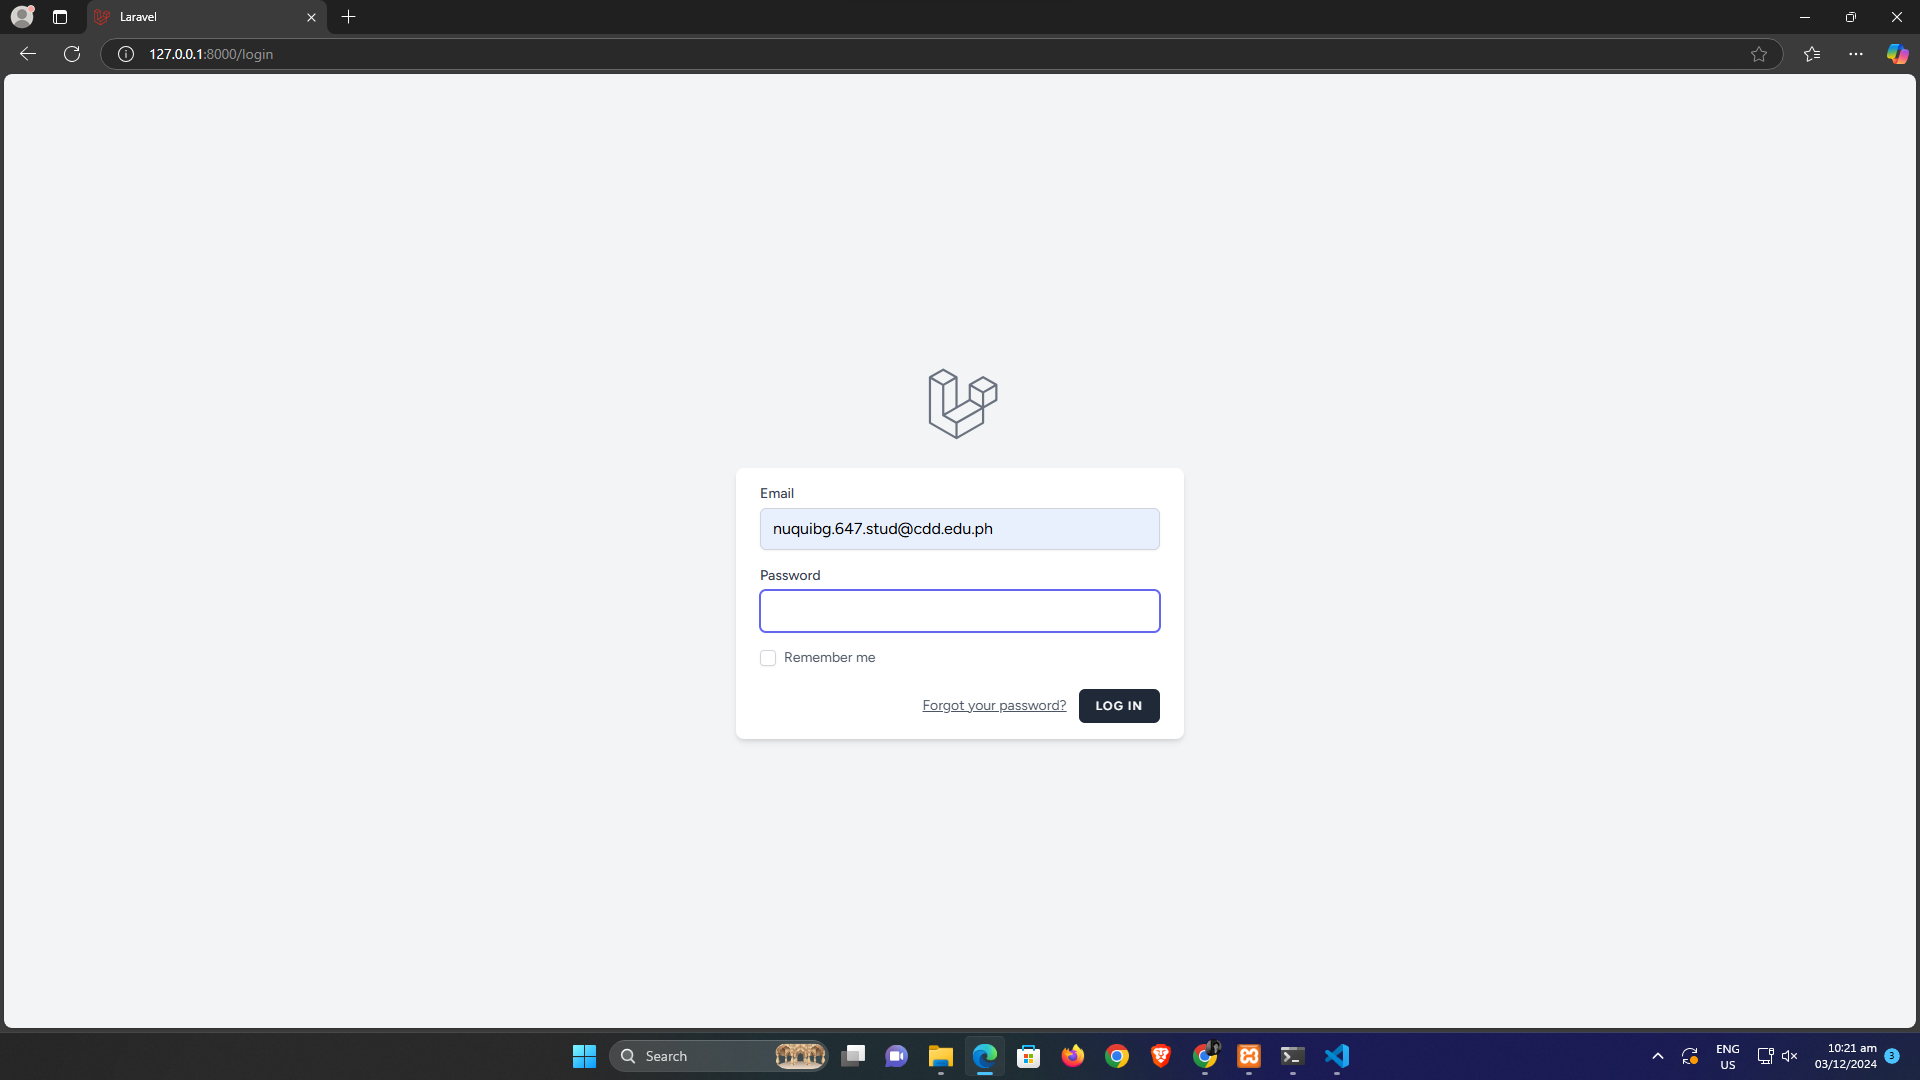 Laravel
127.0.0.1:8000/login
Email
nuquibg.647.stud@cdd.edu.ph
Password
Remember me
Forgot your password?
LOG IN
Search
ENG
US
10:21 am
03/12/2024
3